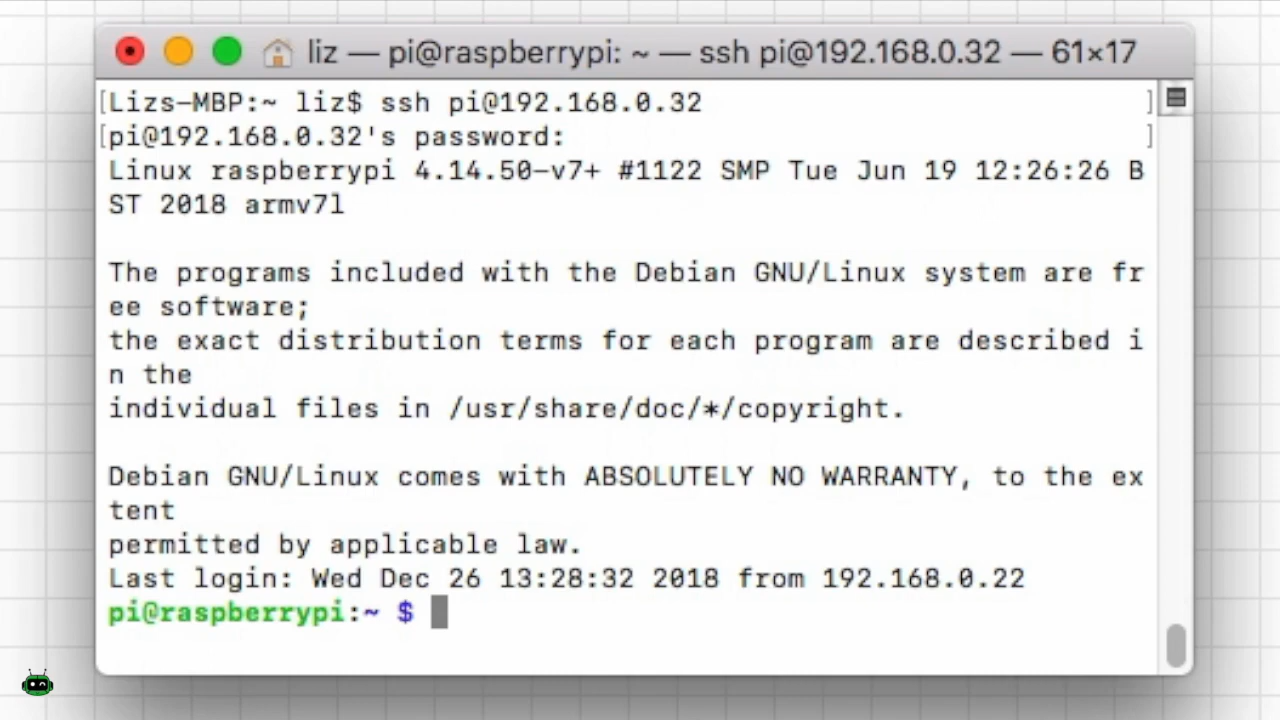 liz — pi@raspberrypi: ~ — ssh pi@192.168.0.32 — 61×17
[Lizs-MBP:~ liz$ ssh pi@192.168.0.32 ]
[pi@192.168.0.32's password: ]
Linux raspberrypi 4.14.50-v7+ #1122 SMP Tue Jun 19 12:26:26 B
ST 2018 armv7l
The programs included with the Debian GNU/Linux system are fr
ee software;
the exact distribution terms for each program are described i
n the
individual files in /usr/share/doc/*/copyright.
Debian GNU/Linux comes with ABSOLUTELY NO WARRANTY, to the ex
tent
permitted by applicable law.
Last login: Wed Dec 26 13:28:32 2018 from 192.168.0.22
pi@raspberrypi:~ $